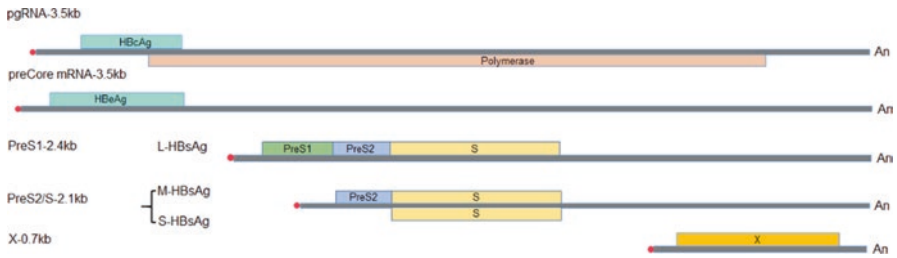 pgRNA-3.5kb
HBcAg
An
Polymerase
preCore mRNA-3.5kb
HBeAg
An
PreS1-2.4kb L-HBsAg PreS1 PreS2 S
An
PreS2/S-2.1kb M-HBsAg PreS2 S
An
S-HBsAg S
X-0.7kb X
An